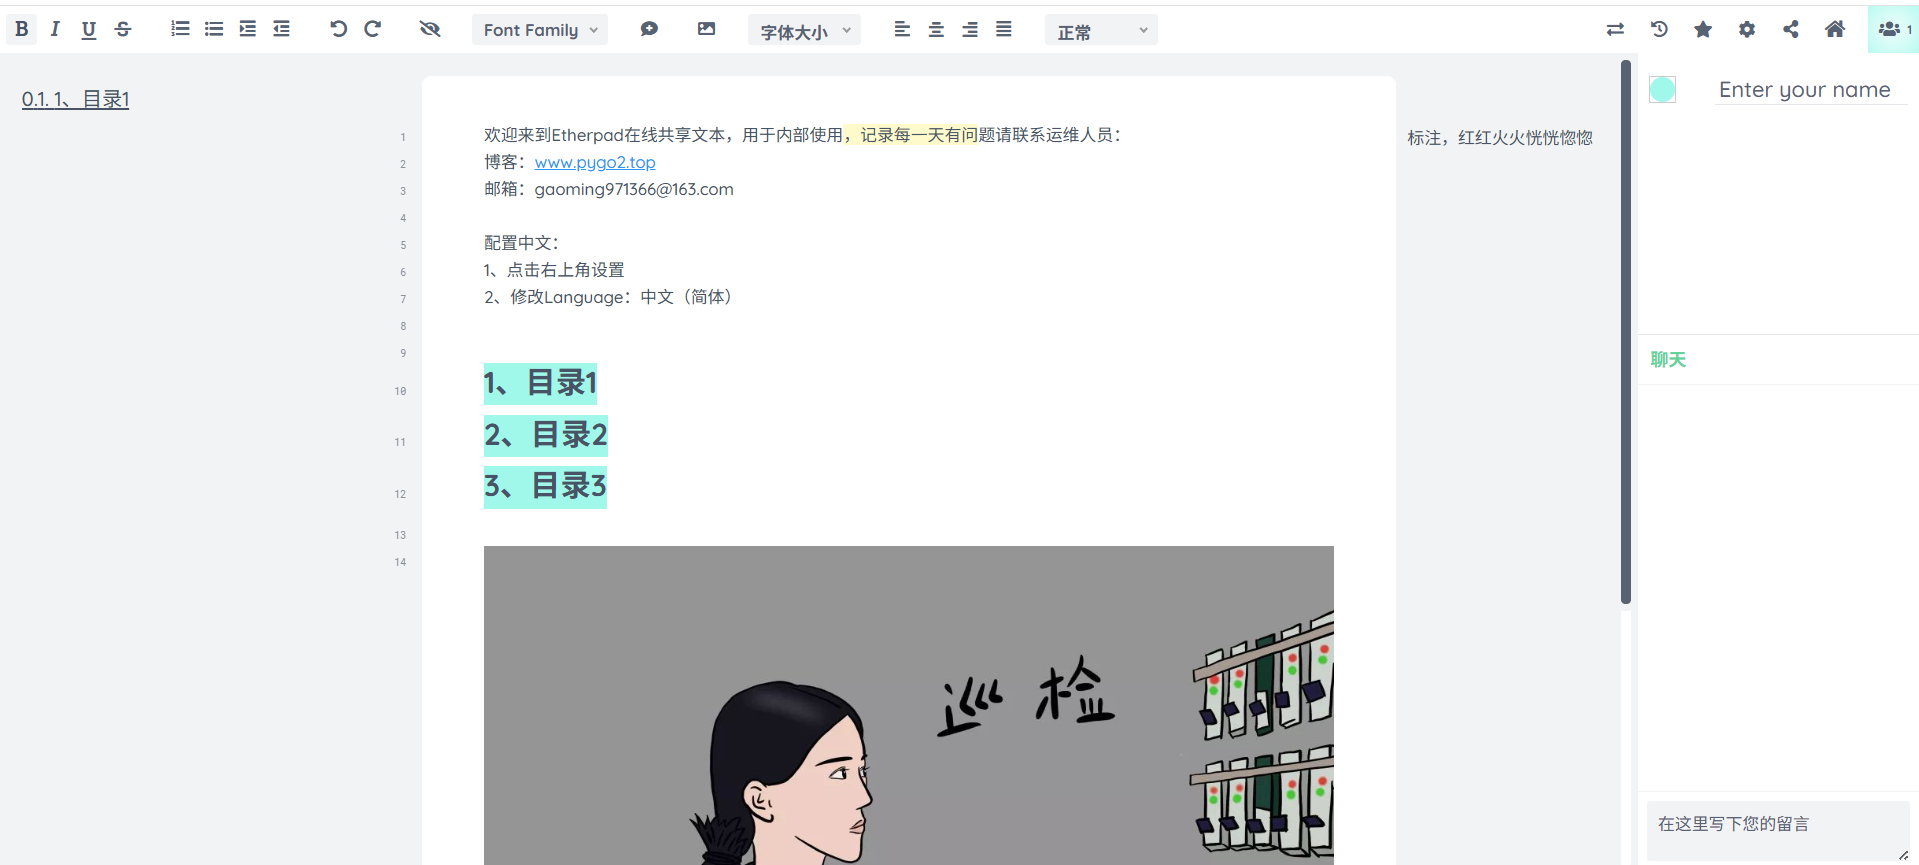 B I U S Font Family 字体大小 正常 1
0.1. 1、目录1
1 欢迎来到Etherpad在线共享文本，用于内部使用，记录每一天有问题请联系运维人员：
2 博客：www.pygo2.top
3 邮箱：gaoming971366@163.com
4
5 配置中文：
6 1、点击右上角设置
7 2、修改Language：中文（简体）
8
9
10 1、目录1
11 2、目录2
12 3、目录3
13
14
巡检
标注，红红火火恍恍惚惚
Enter your name
聊天
在这里写下您的留言